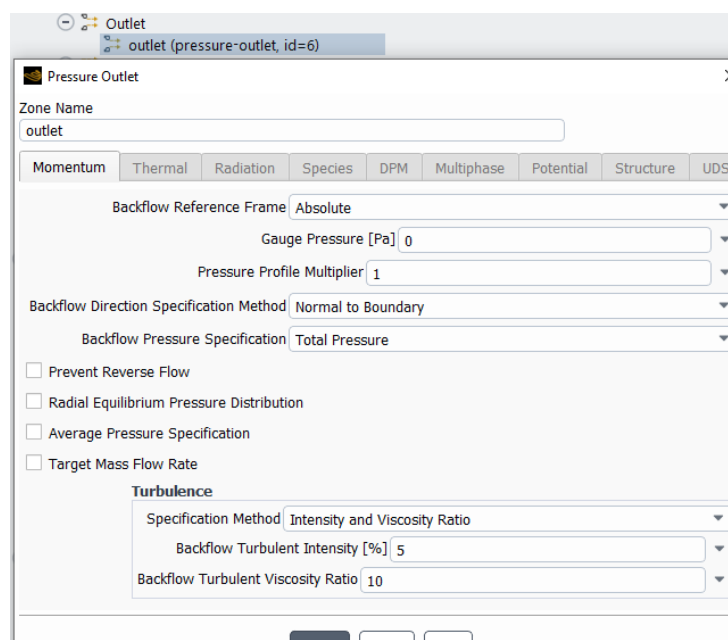 Outlet
outlet (pressure-outlet, id=6)
Pressure Outlet
Zone Name
outlet
Momentum Thermal Radiation Species DPM Multiphase Potential Structure UDS
Backflow Reference Frame Absolute
Gauge Pressure [Pa] 0
Pressure Profile Multiplier 1
Backflow Direction Specification Method Normal to Boundary
Backflow Pressure Specification Total Pressure
Prevent Reverse Flow
Radial Equilibrium Pressure Distribution
Average Pressure Specification
Target Mass Flow Rate
Turbulence
Specification Method Intensity and Viscosity Ratio
Backflow Turbulent Intensity [%] 5
Backflow Turbulent Viscosity Ratio 10